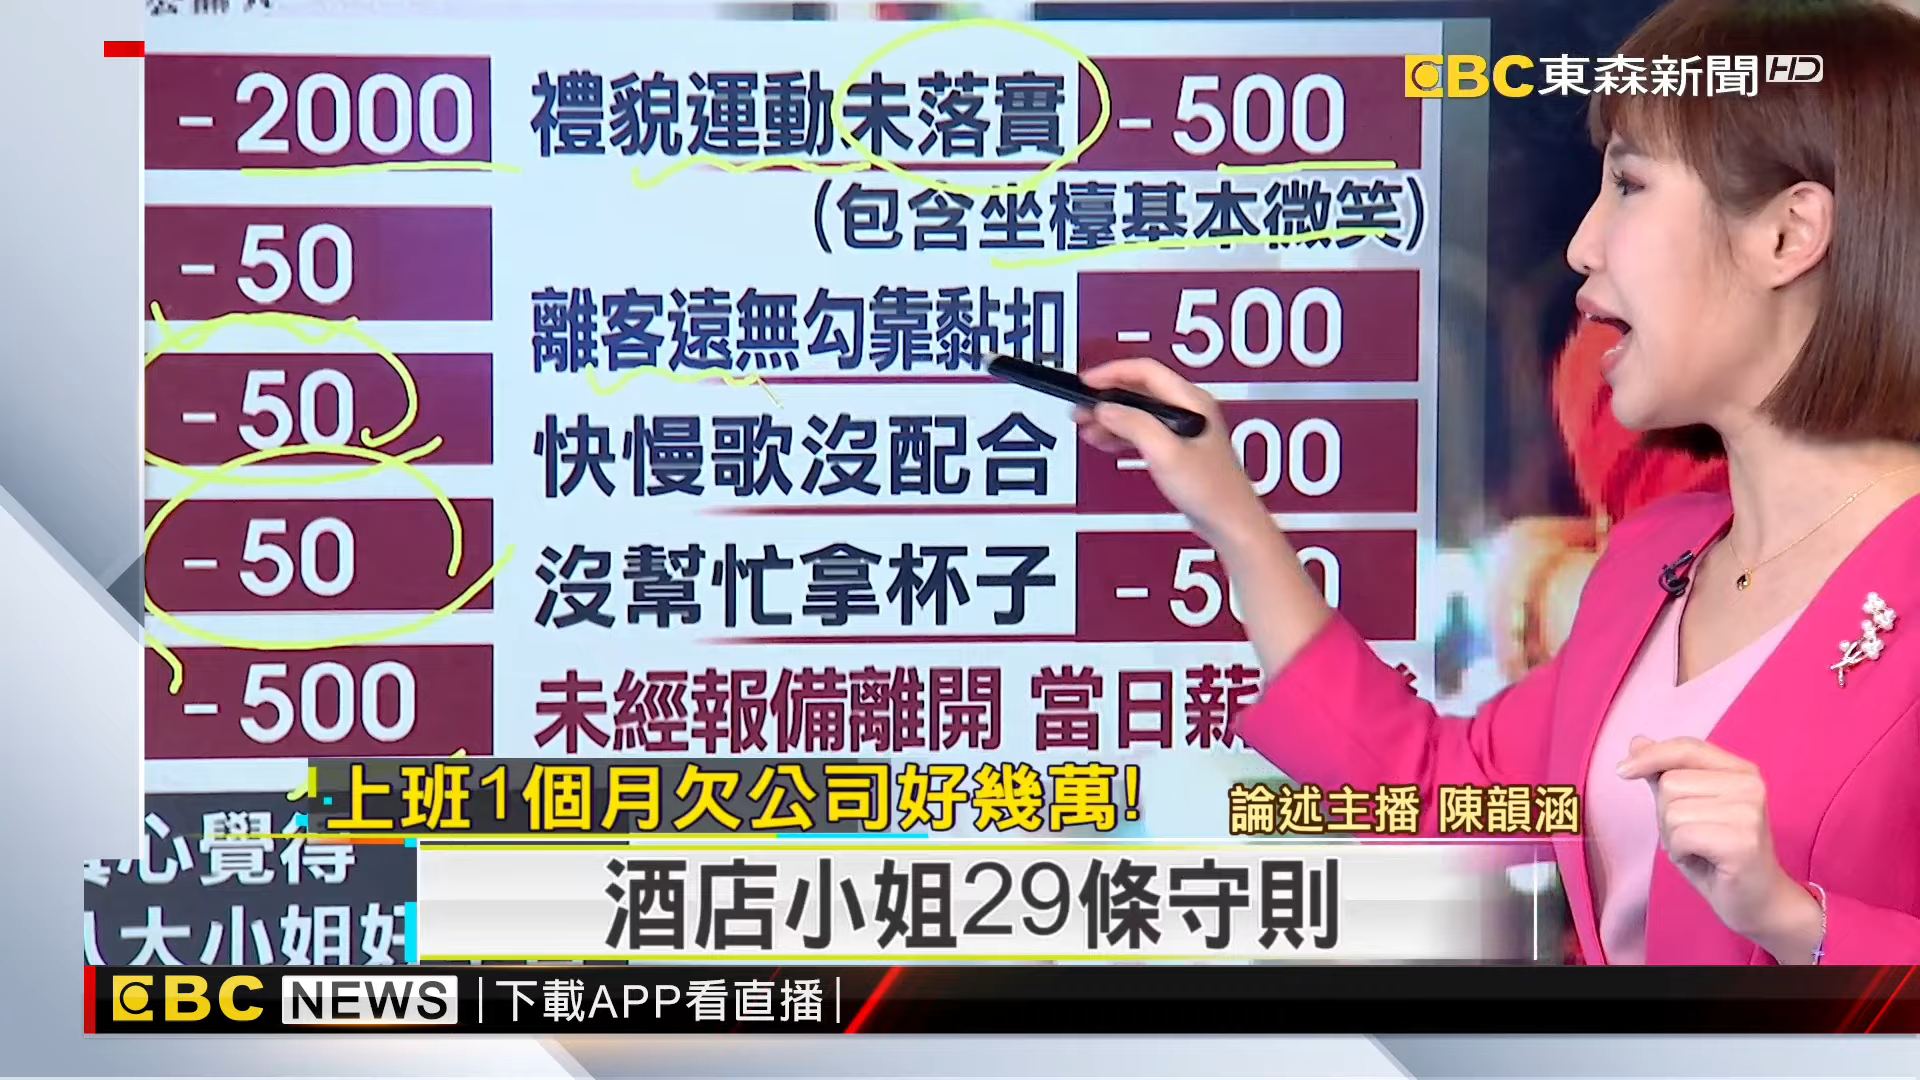 EBC東森新聞HD
-2000
禮貌運動未落實 -500
(包含坐檯基本微笑)
-50
離客遠無勾靠黏扣 -500
-50
快慢歌沒配合
-50
沒幫忙拿杯子
-500
未經報備離開 當日薪
上班1個月欠公司好幾萬!
論述主播 陳韻涵
心覺得
八大小姐好
酒店小姐29條守則
EBC NEWS 下載APP看直播